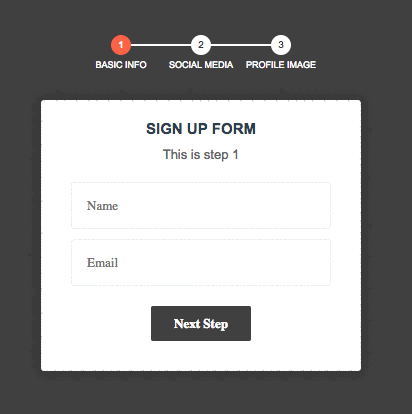 1 2 3
BASIC INFO SOCIAL MEDIA PROFILE IMAGE
SIGN UP FORM
This is step 1
Name
Email
Next Step